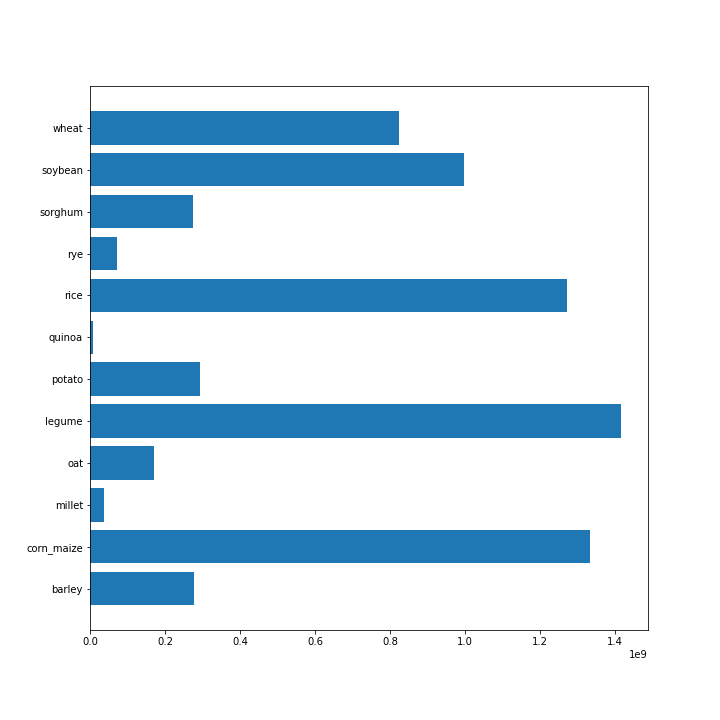 wheat
soybean
sorghum
rye
rice
quinoa
potato
legume
oat
millet
corn_maize
barley
0.0 0.2 0.4 0.6 0.8 1.0 1.2 1.4
1e9